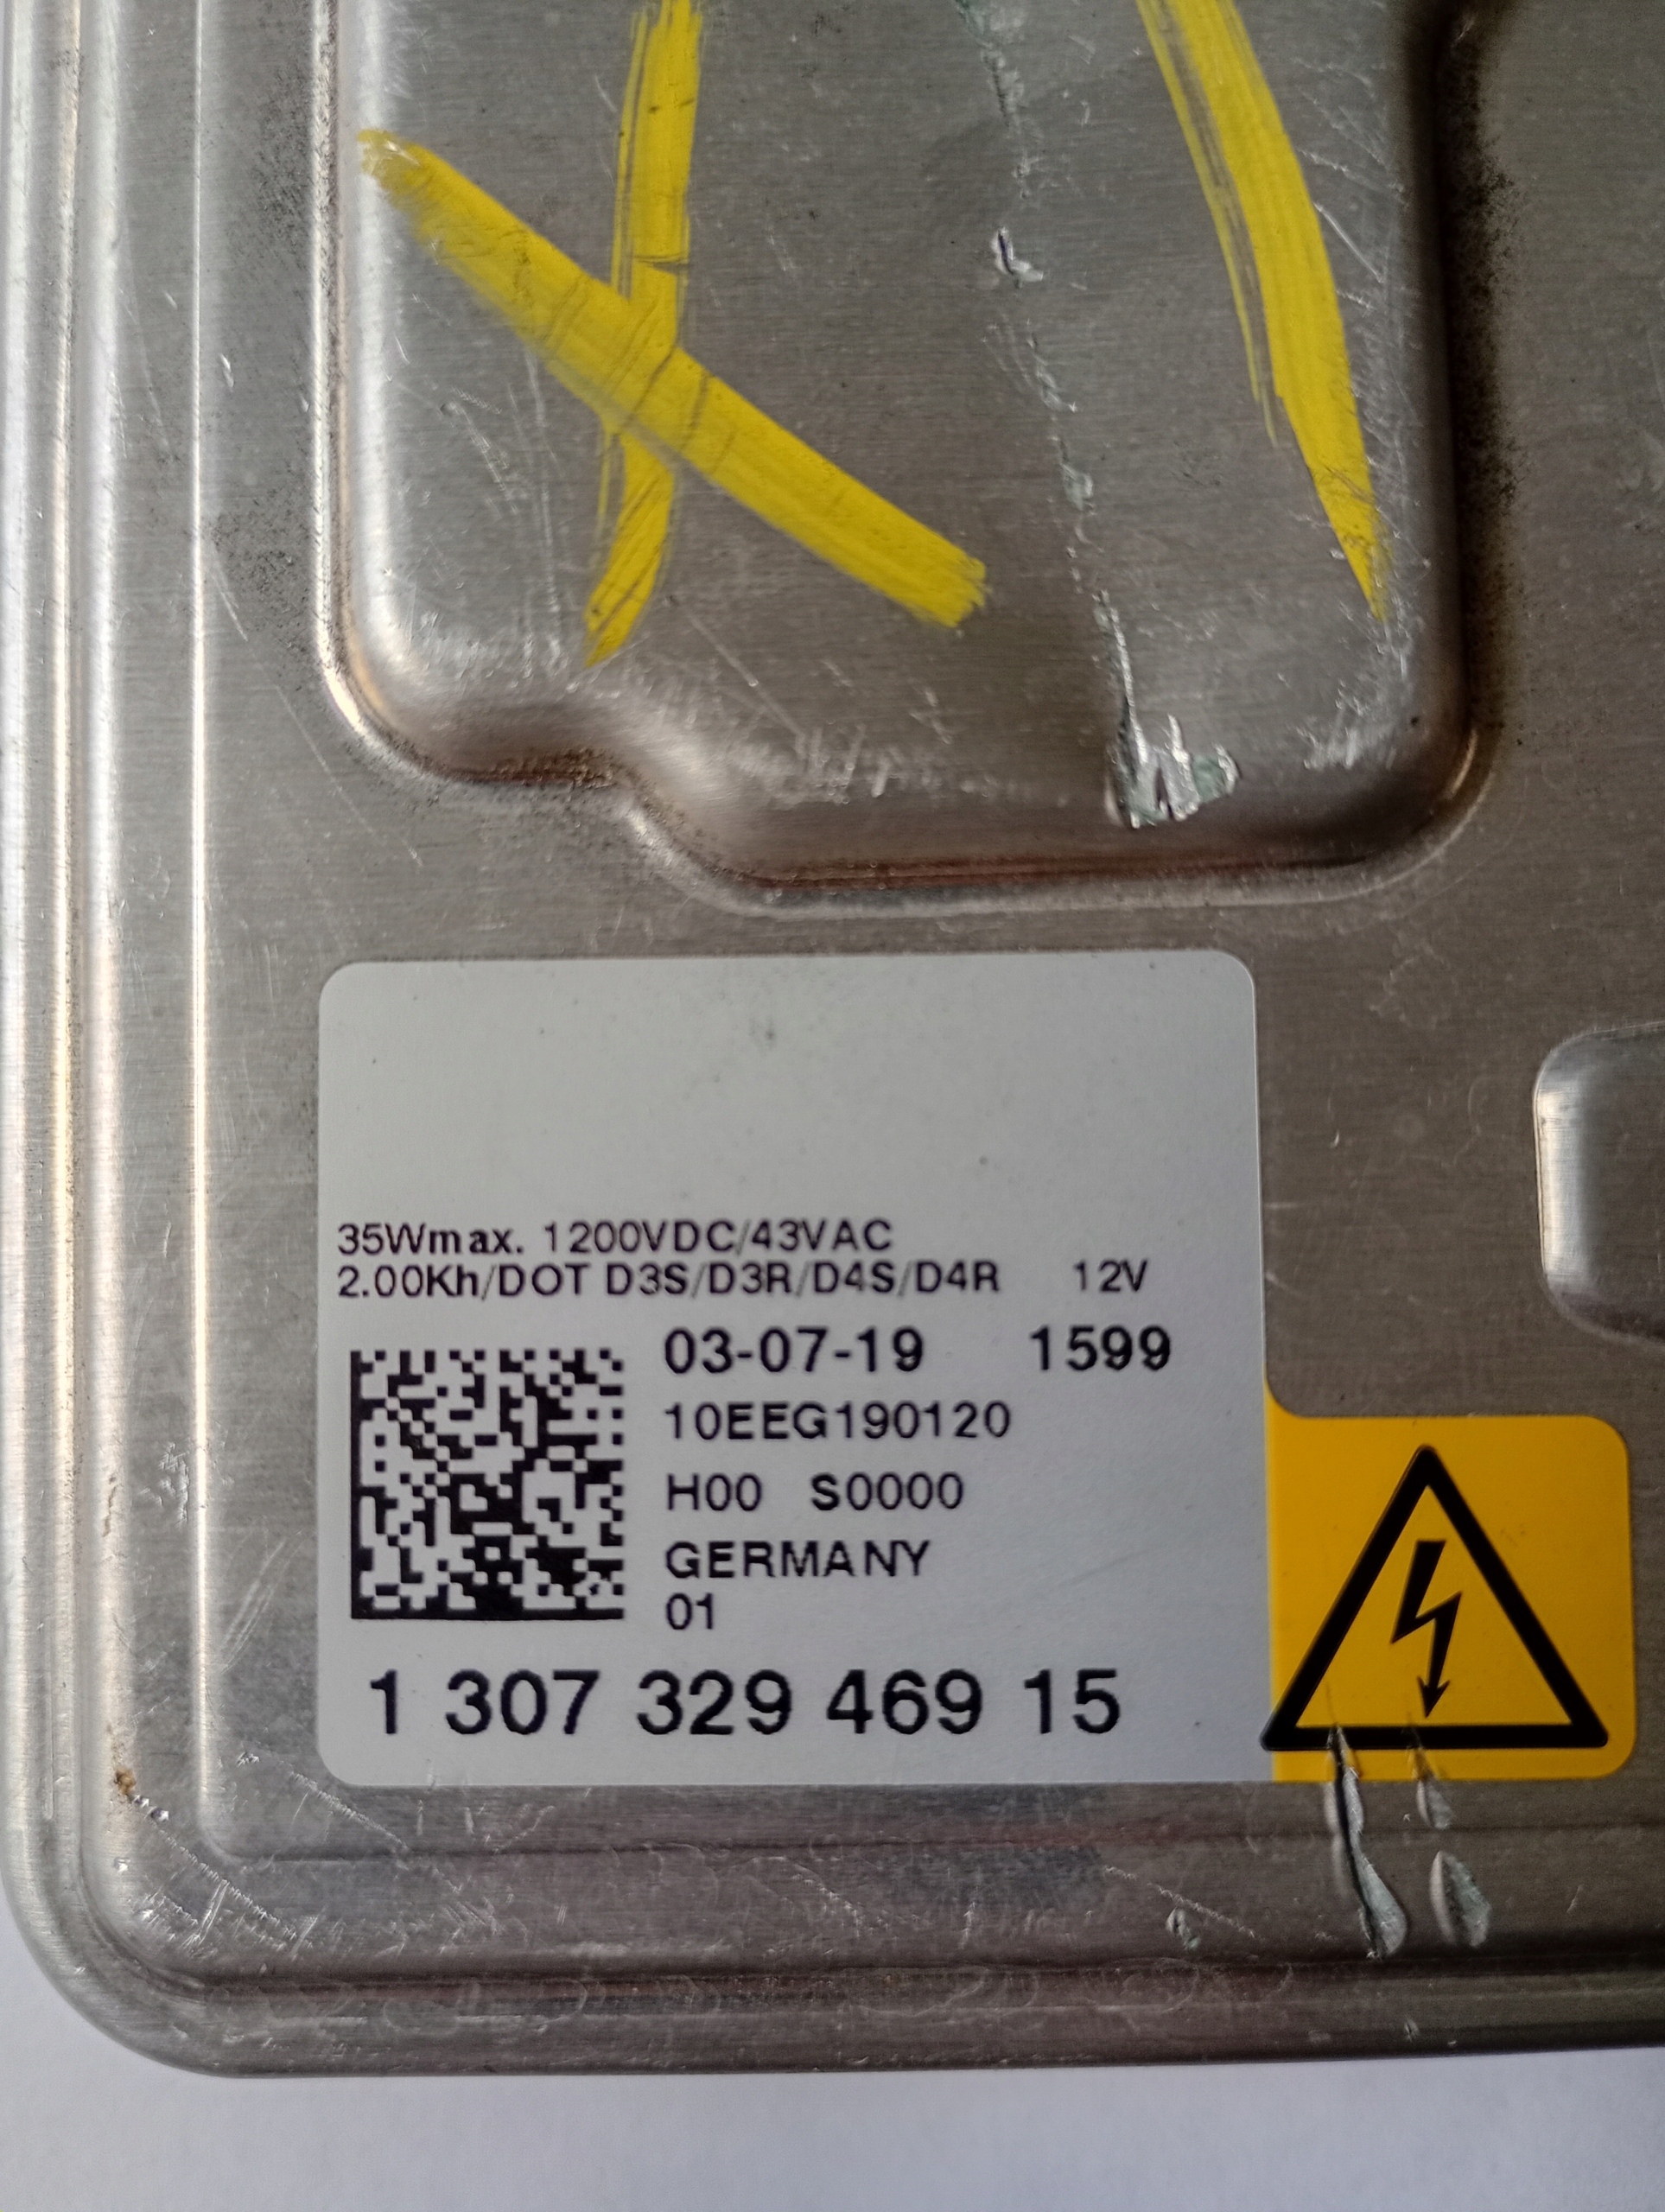 35Wmax. 1200VDC/43VAC
2.00Kh/DOT D3S/D3R/D4S/D4R 12V
03-07-19 1599
10EEG190120
H00 S0000
GERMANY
01
1 307 329 469 15